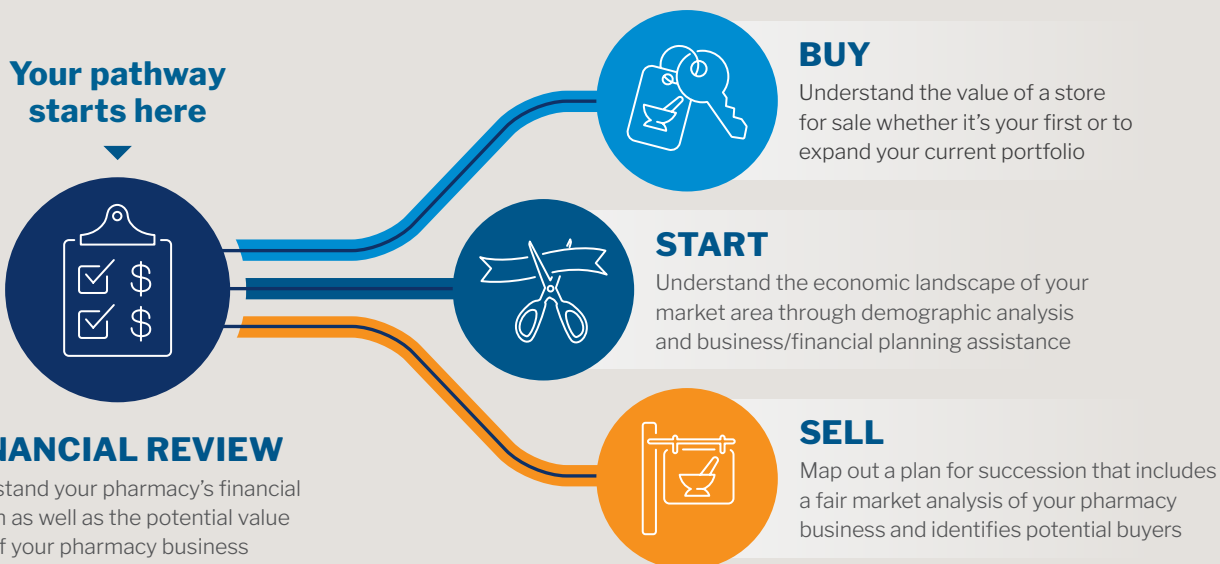 Your pathway
starts here
BUY
Understand the value of a store
for sale whether it's your first or to
expand your current portfolio
$
$
START
Understand the economic landscape of your
market area through demographic analysis
and business/financial planning assistance
NANCIAL REVIEW
stand your pharmacy's financial
as well as the potential value
of your pharmacy business
SELL
Map out a plan for succession that includes
a fair market analysis of your pharmacy
business and identifies potential buyers